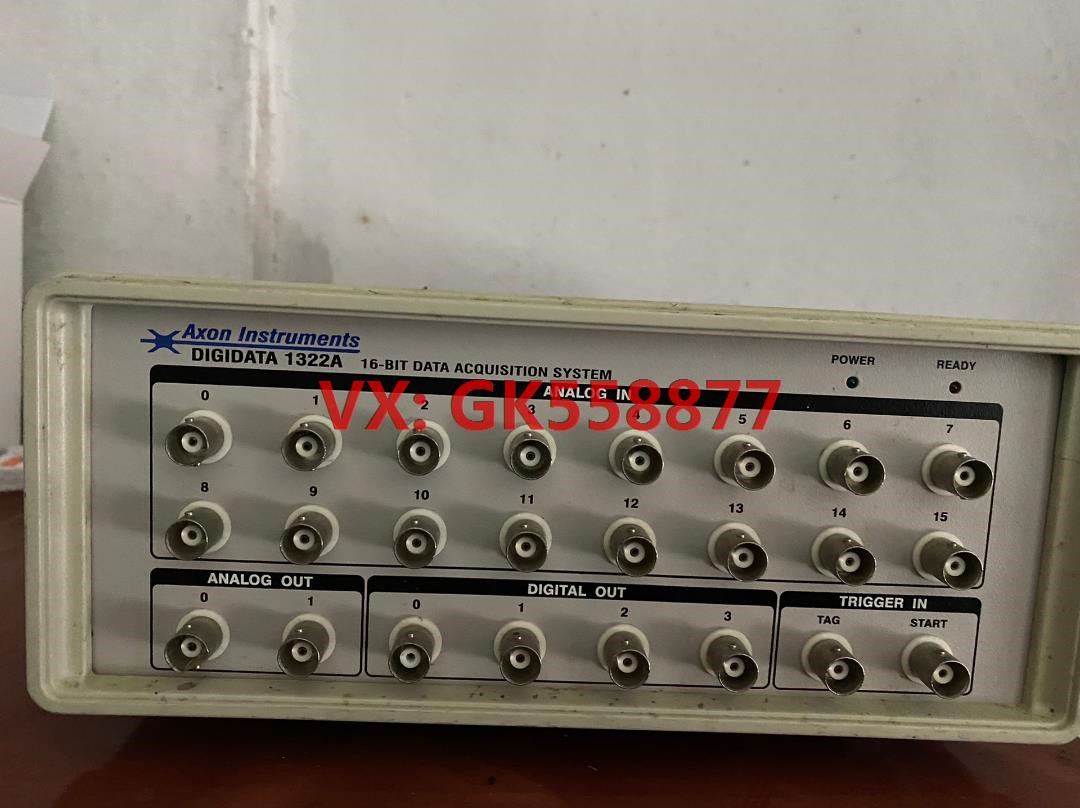 Axon Instruments
DIGIDATA 1322A 16-BIT DATA ACQUISITION SYSTEM
POWER READY
ANALOG IN
VX: GK558877
0 1 2 3 4 5 6 7
8 9 10 11 12 13 14 15
ANALOG OUT DIGITAL OUT TRIGGER IN
0 1 0 1 2 3 TAG START